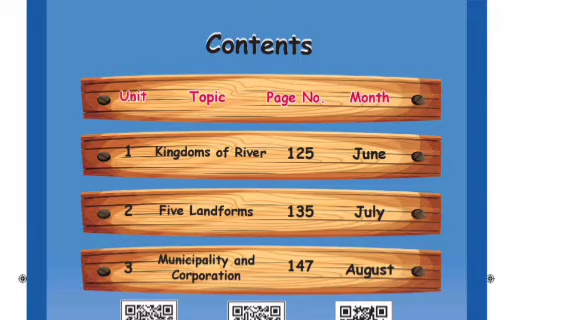 Contents
Unit Topic Page No. Month
1 Kingdoms of River 125 June
2 Five Landforms 135 July
3 Municipality and Corporation 147 August